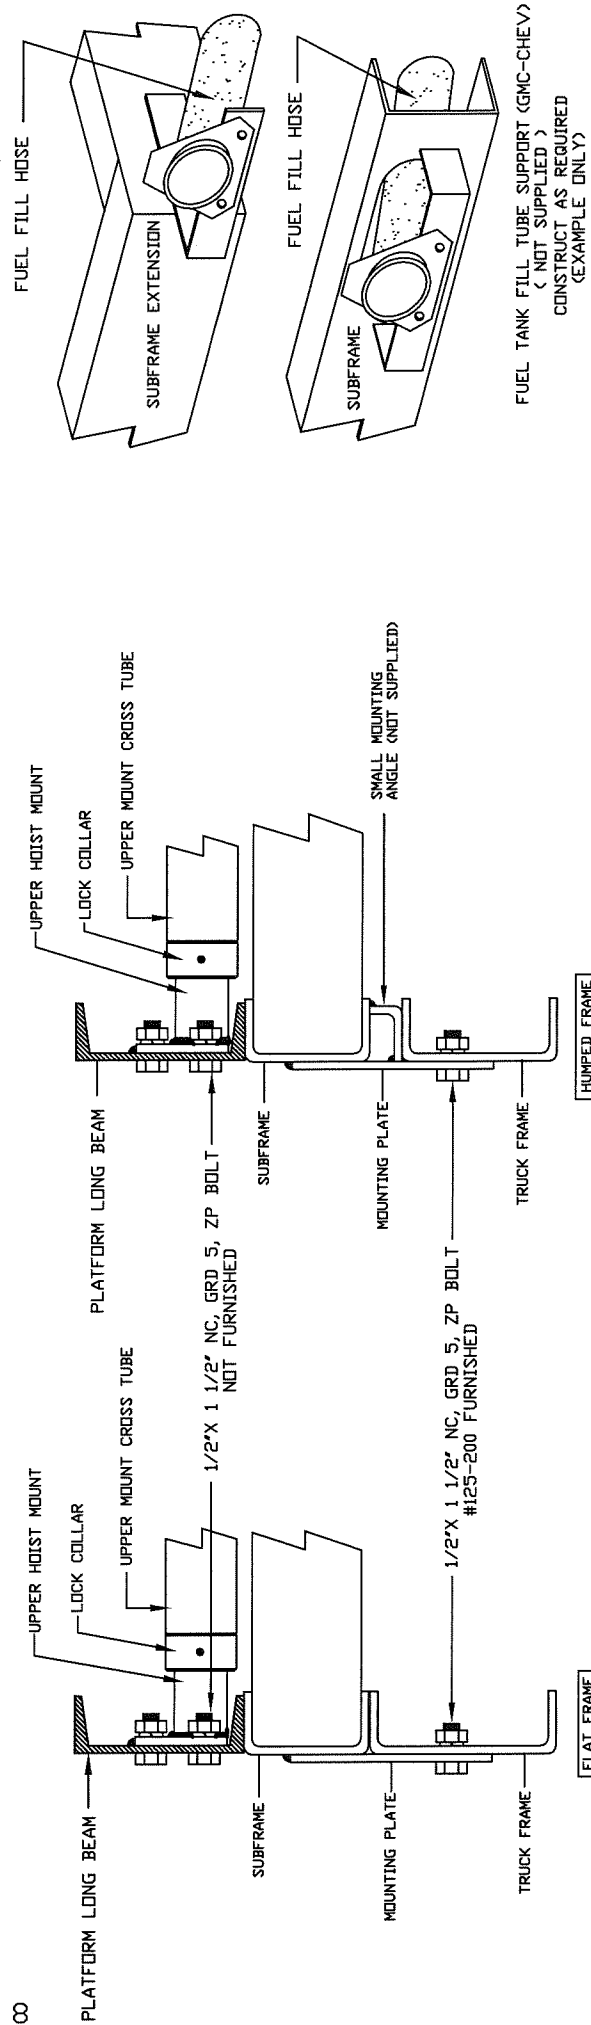 8
PLATFORM LONG BEAM
UPPER HOIST MOUNT
LOCK COLLAR
UPPER MOUNT CROSS TUBE
SUBFRAME
MOUNTING PLATE
TRUCK FRAME
FLAT FRAME
1/2"X 1 1/2" NC, GRD 5, ZP BOLT
NOT FURNISHED
1/2"X 1 1/2" NC, GRD 5, ZP BOLT
#125-200 FURNISHED
PLATFORM LONG BEAM
UPPER HOIST MOUNT
LOCK COLLAR
UPPER MOUNT CROSS TUBE
SUBFRAME
MOUNTING PLATE
SMALL MOUNTING
ANGLE (NOT SUPPLIED)
TRUCK FRAME
HUMPED FRAME
FUEL FILL HOSE
SUBFRAME EXTENSION
FUEL FILL HOSE
SUBFRAME
FUEL TANK FILL TUBE SUPPORT (GMC-CHEV)
( NOT SUPPLIED )
CONSTRUCT AS REQUIRED
(EXAMPLE ONLY)